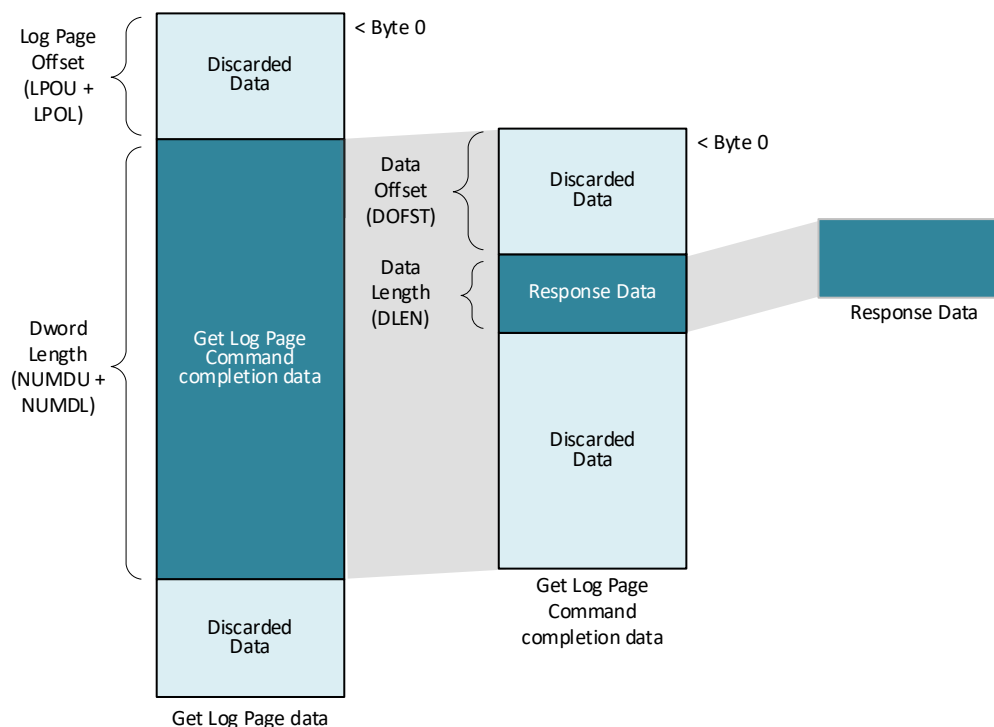 Log Page
Offset
(LPOU +
LPOL)
< Byte 0
Discarded
Data
Dword
Length
(NUMDU +
NUMDL)
Get Log Page
Command
completion data
Discarded
Data
Get Log Page data
Data
Offset
(DOFST)
< Byte 0
Discarded
Data
Data
Length
(DLEN)
Response Data
Discarded
Data
Get Log Page
Command
completion data
Response Data